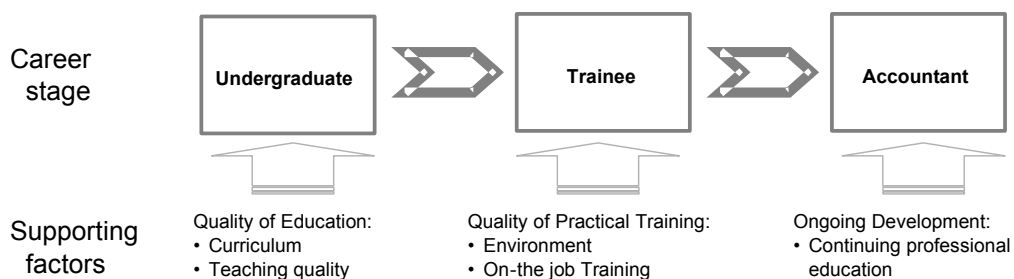 Career
stage
Undergraduate
Trainee
Accountant
Supporting
factors
Quality of Education:
• Curriculum
• Teaching quality
Quality of Practical Training:
• Environment
• On-the job Training
Ongoing Development:
• Continuing professional
education